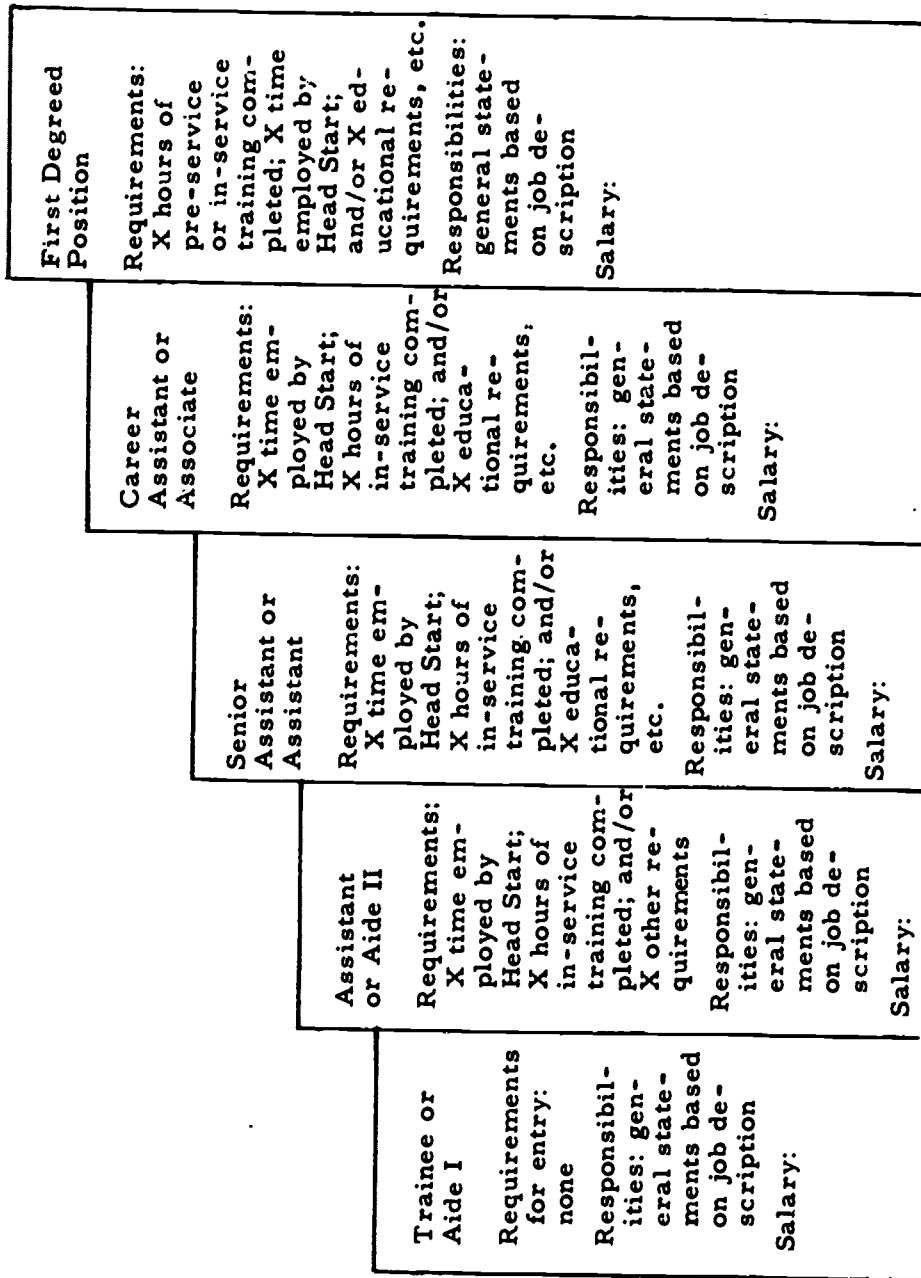 Trainee or
Aide I
Requirements
for entry:
none
Responsibil-
ities: gen-
eral state-
ments based
on job de-
scription
Salary:
Assistant
or Aide II
Requirements:
X time em-
ployed by
Head Start;
X hours of
in-service
training com-
pleted; and/or
X other re-
quirements
Responsibil-
ities: gen-
eral state-
ments based
on job de-
scription
Salary:
Senior
Assistant or
Assistant
Requirements:
X time em-
ployed by
Head Start;
X hours of
in-service
training com-
pleted; and/or
X educa-
tional re-
quirements,
etc.
Responsibil-
ities: gen-
eral state-
ments based
on job de-
scription
Salary:
Career
Assistant or
Associate
Requirements:
X time em-
ployed by
Head Start;
X hours of
in-service
training com-
pleted; and/or
X educa-
tional re-
quirements,
etc.
Responsibil-
ities: gen-
eral state-
ments based
on job de-
scription
Salary:
First Degreed
Position
Requirements:
X hours of
pre-service
or in-service
training com-
pleted; X time
employed by
Head Start;
and/or X ed-
ucational re-
quirements, etc.
Responsibilities:
general state-
ments based
on job de-
scription
Salary: